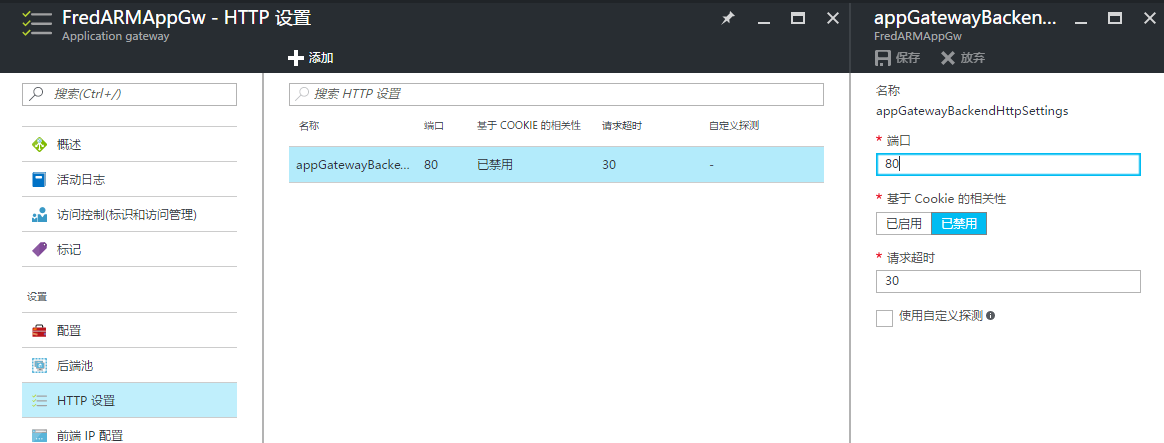 FredARMAppGw - HTTP 设置
Application gateway
添加
搜索(Ctrl+/)
概述
活动日志
访问控制(标识和访问管理)
标记
设置
配置
后端池
HTTP 设置
前端 IP 配置
搜索 HTTP 设置
名称 端口 基于 COOKIE 的相关性 请求超时 自定义探测
appGatewayBacke... 80 已禁用 30 -
appGatewayBacken...
FredARMAppGw
保存 放弃
名称
appGatewayBackendHttpSettings
* 端口
80
* 基于 Cookie 的相关性
已启用 已禁用
* 请求超时
30
使用自定义探测